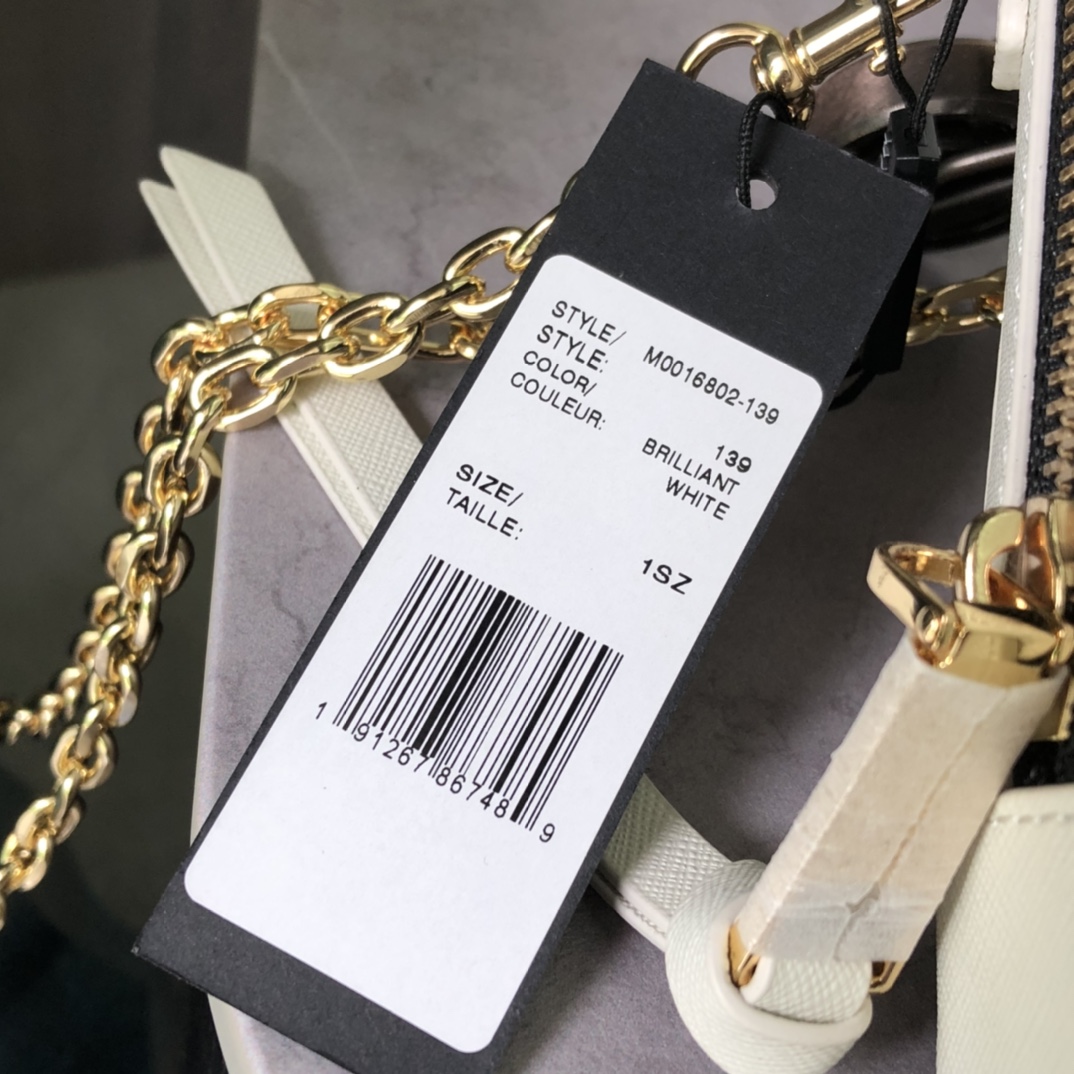 STYLE/
STYLE: M0016802-139
COLOR/
COULEUR: 139
BRILLIANT
WHITE
SIZE/
TAILLE: 1SZ
1 91267 86748 9